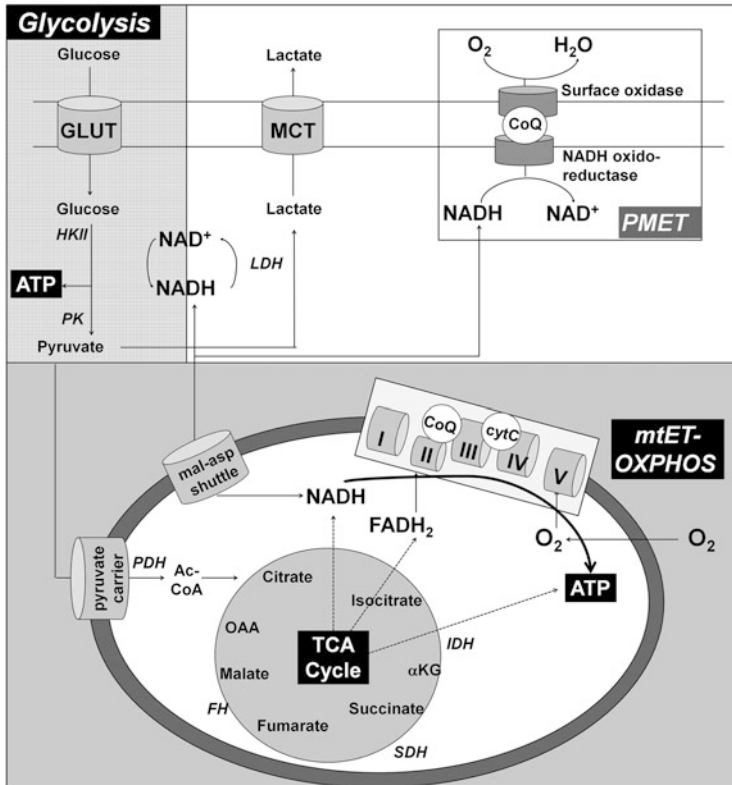 Glycolysis
Glucose
Lactate
O₂
H₂O
Surface oxidase
GLUT
MCT
CoQ
NADH oxido-
reductase
Glucose
Lactate
NADH
NAD⁺
PMET
HKII
NAD⁺
LDH
ATP
NADH
PK
Pyruvate
mtET-
OXPHOS
I
II
CoQ
III
cytC
IV
V
mal-asp
shuttle
NADH
FADH₂
O₂
O₂
ATP
pyruvate
carrier
PDH
Ac-
CoA
Citrate
Isocitrate
OAA
TCA
Cycle
IDH
Malate
αKG
FH
Succinate
Fumarate
SDH